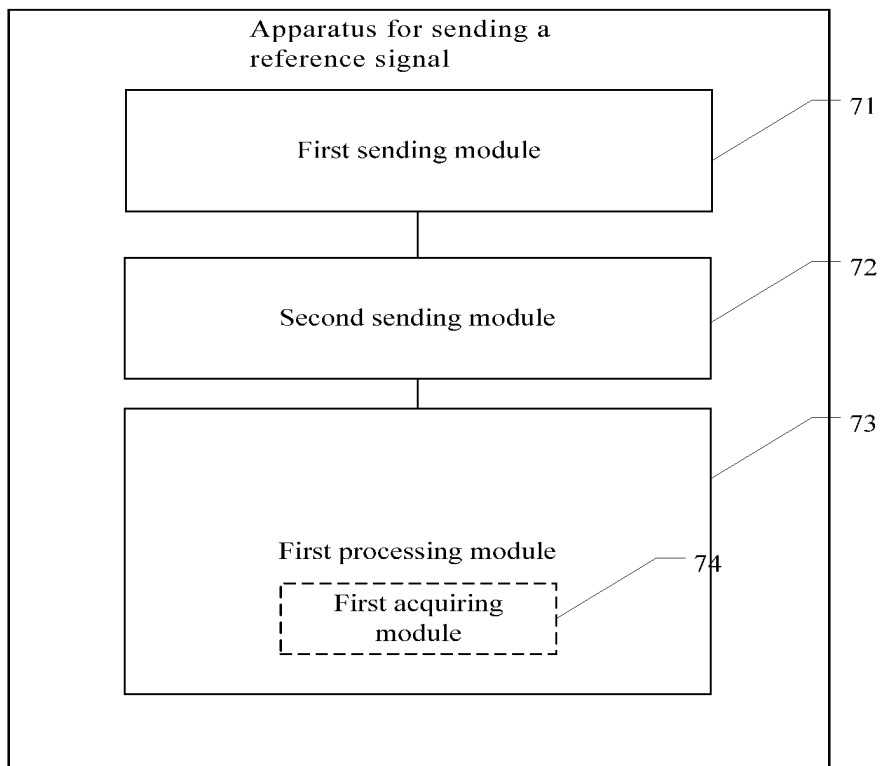 Apparatus for sending a
reference signal
71
First sending module
72
Second sending module
73
First processing module
74
First acquiring
module